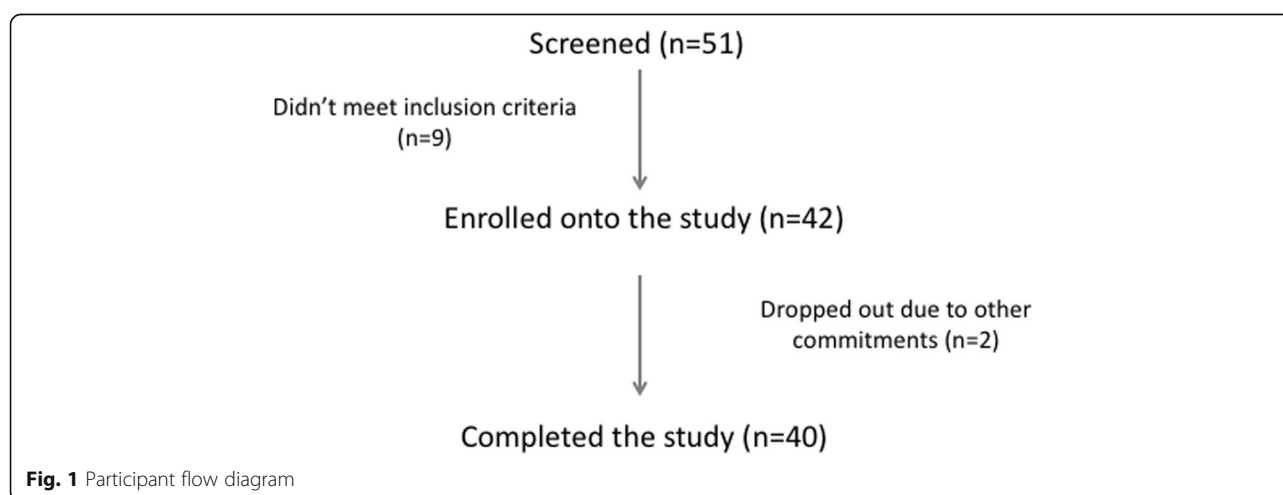 Screened (n=51)
Didn't meet inclusion criteria
(n=9)
Enrolled onto the study (n=42)
Dropped out due to other
commitments (n=2)
Completed the study (n=40)
Fig. 1 Participant flow diagram